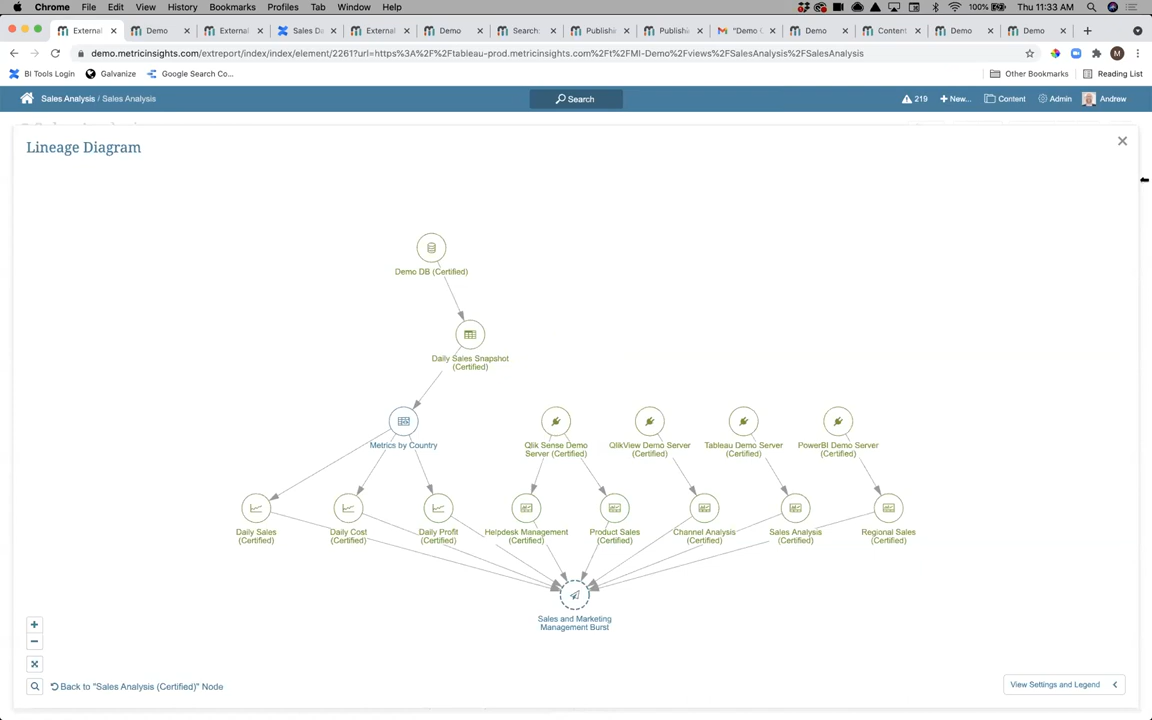 Chrome File Edit View History Bookmarks Profiles Tab Window Help 100% Thu 11:33 AM
External Demo External Sales Da External Demo Search: Publishi Publishi "Demo Demo Content Demo Demo
demo.metricinsights.com/extreport/index/index/element/2261?url=https%3A%2F%2Ftableau-prod.metricinsights.com%2Ft%2FMI-Demo%2Fviews%2FSalesAnalysis%2FSalesAnalysis
M
BI Tools Login Galvanize Google Search Co... Other Bookmarks Reading List
Sales Analysis / Sales Analysis Search 219 New... Content Admin Andrew
Lineage Diagram
Demo DB (Certified)
Daily Sales Snapshot
(Certified)
Metrics by Country
Qlik Sense Demo
Server (Certified)
QlikView Demo Server
(Certified)
Tableau Demo Server
(Certified)
PowerBI Demo Server
(Certified)
Daily Sales
(Certified)
Daily Cost
(Certified)
Daily Profit
(Certified)
Helpdesk Management
(Certified)
Product Sales
(Certified)
Channel Analysis
(Certified)
Sales Analysis
(Certified)
Regional Sales
(Certified)
Sales and Marketing
Management Burst
Back to "Sales Analysis (Certified)" Node
View Settings and Legend